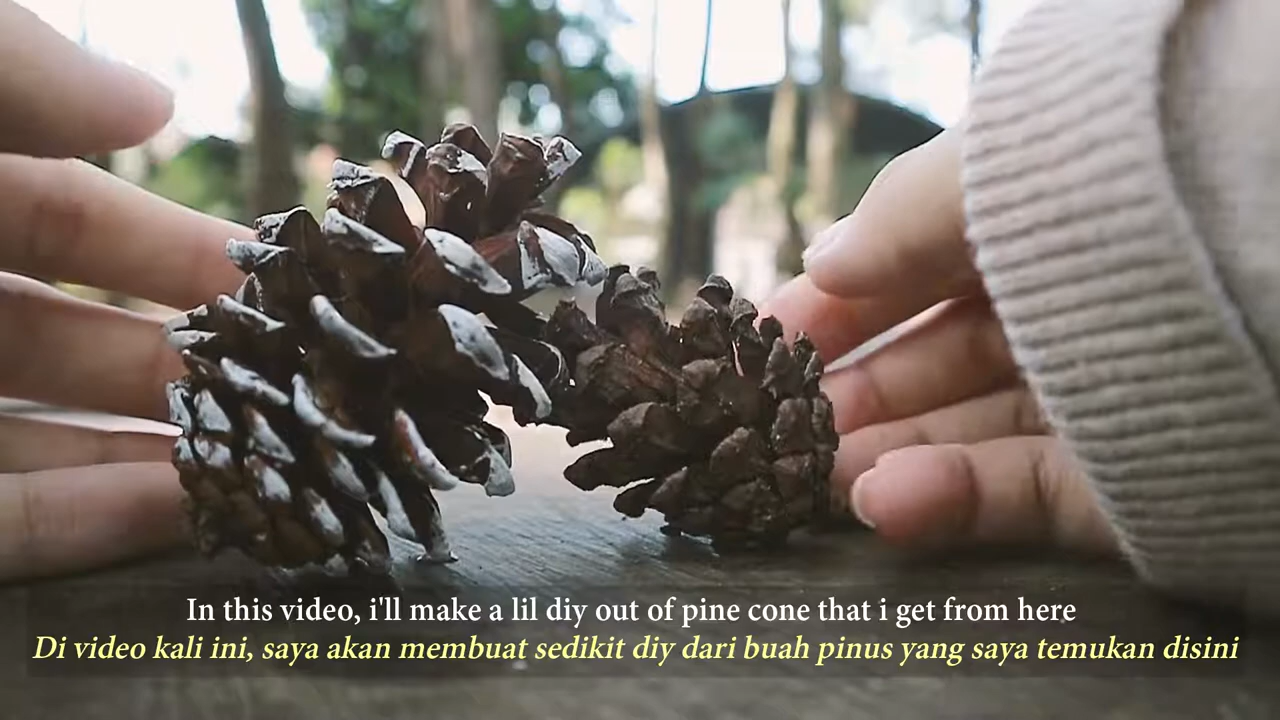 In this video, i'll make a lil diy out of pine cone that i get from here
Di video kali ini, saya akan membuat sedikit diy dari buah pinus yang saya temukan disini